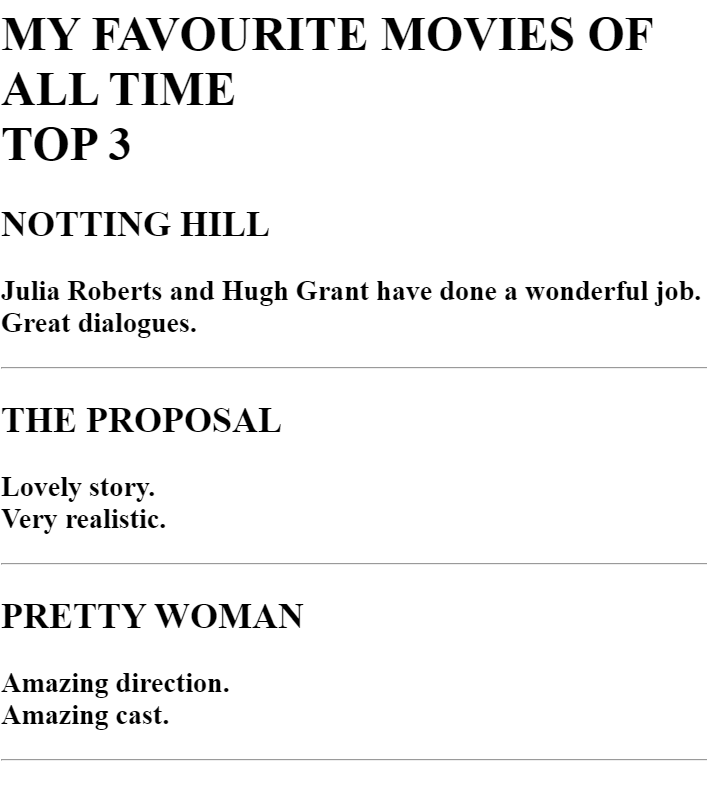 MY FAVOURITE MOVIES OF
ALL TIME
TOP 3
NOTTING HILL
Julia Roberts and Hugh Grant have done a wonderful job.
Great dialogues.
THE PROPOSAL
Lovely story.
Very realistic.
PRETTY WOMAN
Amazing direction.
Amazing cast.